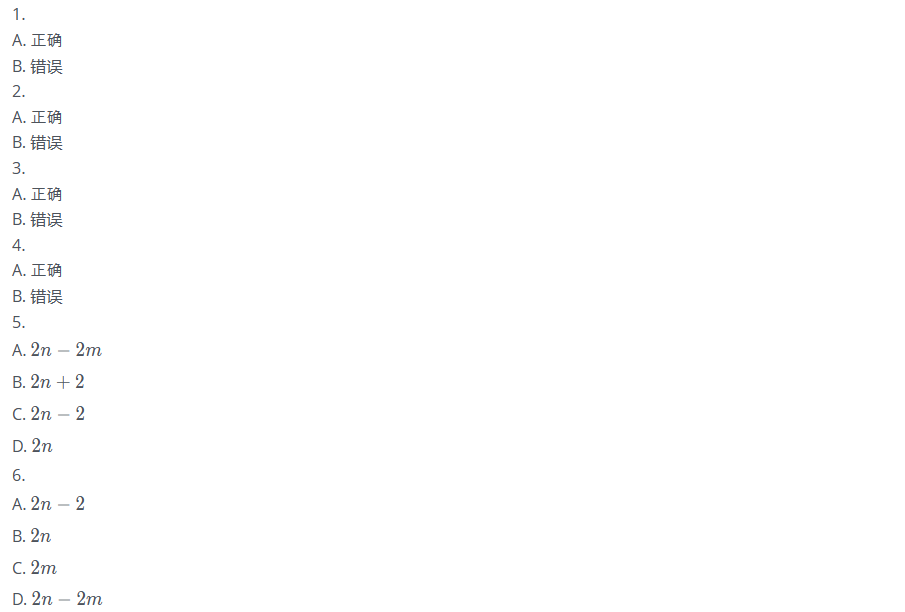 1.
A. 正确
B. 错误
2.
A. 正确
B. 错误
3.
A. 正确
B. 错误
4.
A. 正确
B. 错误
5.
A. 2n − 2m
B. 2n + 2
C. 2n − 2
D. 2n
6.
A. 2n − 2
B. 2n
C. 2m
D. 2n − 2m